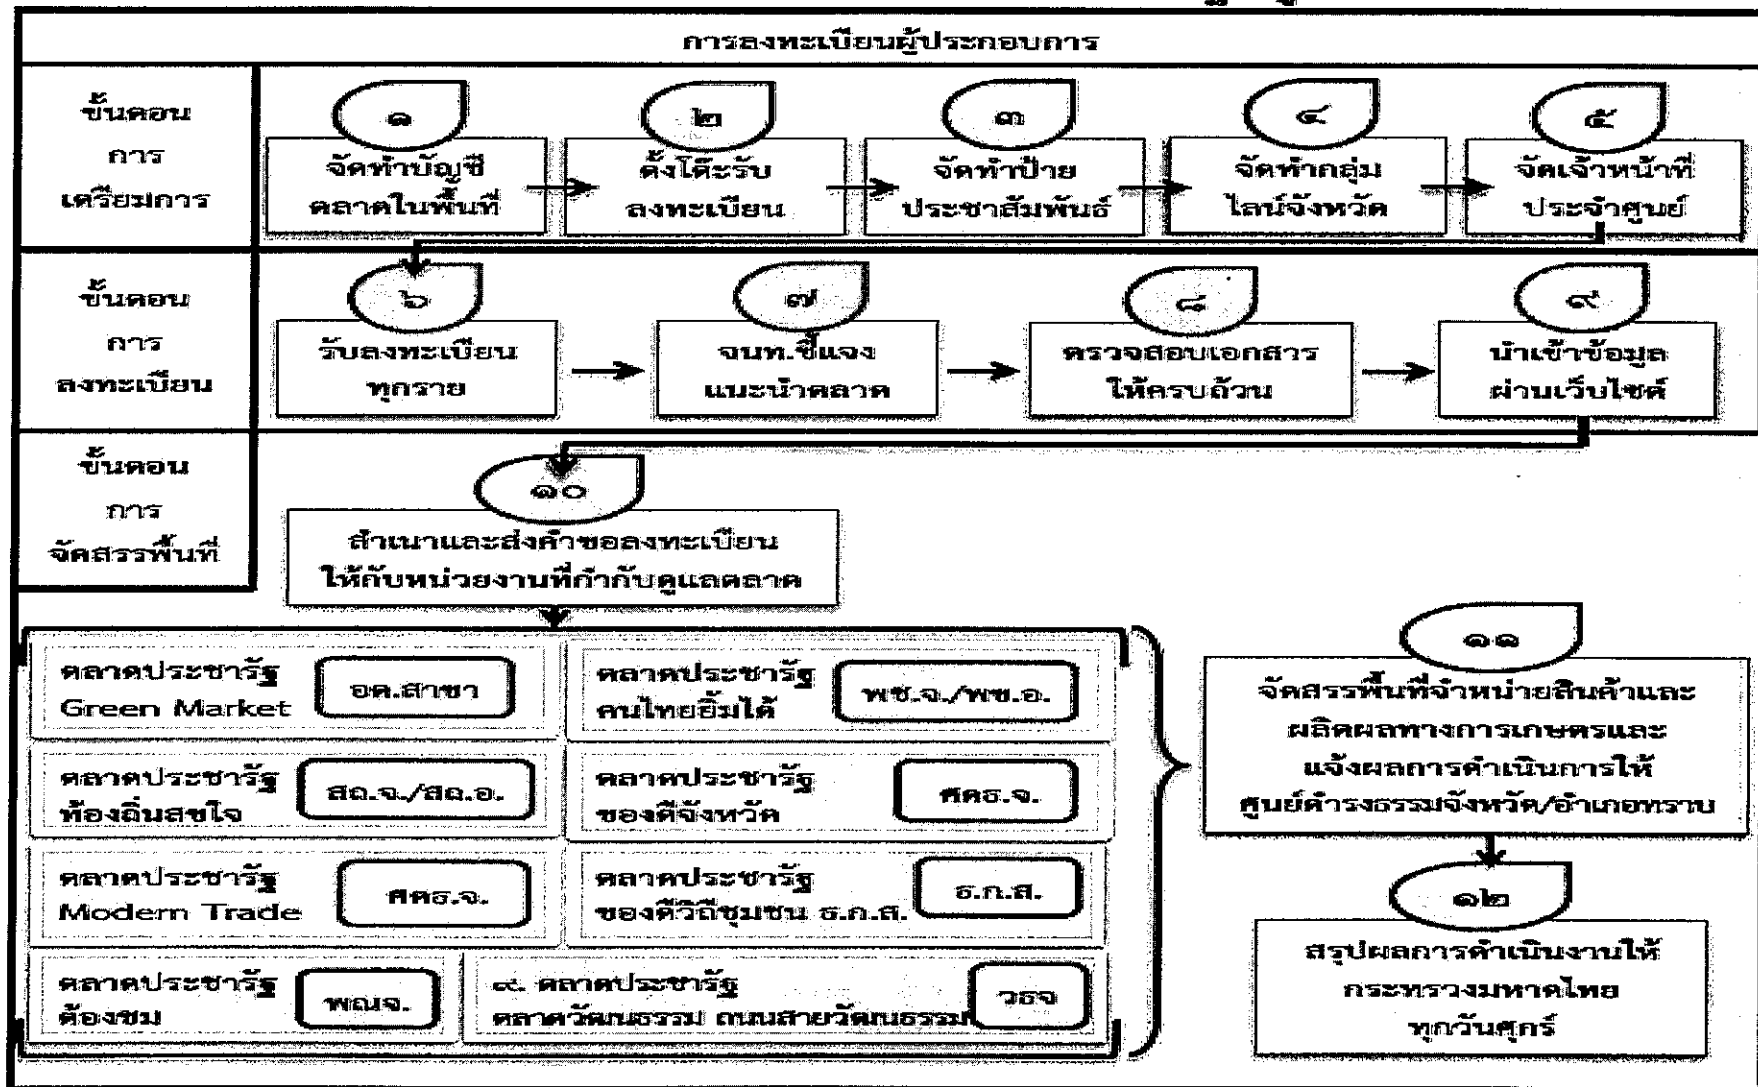 การลงทะเบียนผู้ประกอบการ
ขั้นตอน
การ
เตรียมการ
๑
จัดทำบัญชี
ตลาดในพื้นที่
๒
ตั้งโต๊ะรับ
ลงทะเบียน
๓
จัดทำป้าย
ประชาสัมพันธ์
๔
จัดทำกลุ่ม
ไลน์จังหวัด
๕
จัดเจ้าหน้าที่
ประจำศูนย์
ขั้นตอน
การ
ลงทะเบียน
๖
รับลงทะเบียน
ทุกราย
๗
จนท.ชี้แจง
แนะนำตลาด
๘
ตรวจสอบเอกสาร
ให้ครบถ้วน
๙
นำเข้าข้อมูล
ผ่านเว็บไซต์
ขั้นตอน
การ
จัดสรรพื้นที่
๑๐
สำเนาและส่งคำขอลงทะเบียน
ให้กับหน่วยงานที่กำกับดูแลตลาด
ตลาดประชารัฐ
Green Market
อต.สาขา
ตลาดประชารัฐ
คนไทยยิ้มได้
พช.จ./พช.อ.
ตลาดประชารัฐ
ท้องถิ่นสุขใจ
สถ.จ./สถ.อ.
ตลาดประชารัฐ
ของดีจังหวัด
ศดธ.จ.
ตลาดประชารัฐ
Modern Trade
ศดธ.จ.
ตลาดประชารัฐ
ของดีวิถีชุมชน ธ.ก.ส.
ธ.ก.ส.
ตลาดประชารัฐ
ต้องชม
พณจ.
๙. ตลาดประชารัฐ
ตลาดวัฒนธรรม ถนนสายวัฒนธรรม
วธจ
๑๑
จัดสรรพื้นที่จำหน่ายสินค้าและ
ผลิตผลทางการเกษตรและ
แจ้งผลการดำเนินการให้
ศูนย์ดำรงธรรมจังหวัด/อำเภอทราบ
๑๒
สรุปผลการดำเนินงานให้
กระทรวงมหาดไทย
ทุกวันศุกร์